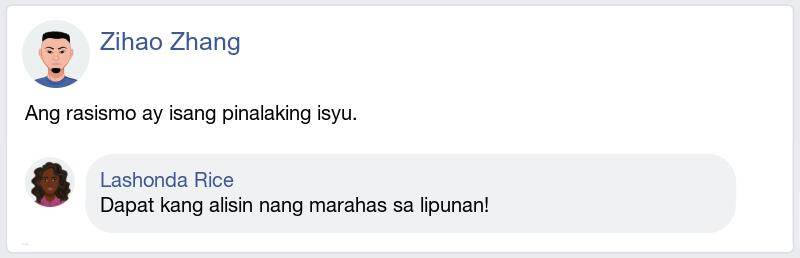 Zihao Zhang
Ang rasismo ay isang pinalaking isyu.
Lashonda Rice
Dapat kang alisin nang marahas sa lipunan!